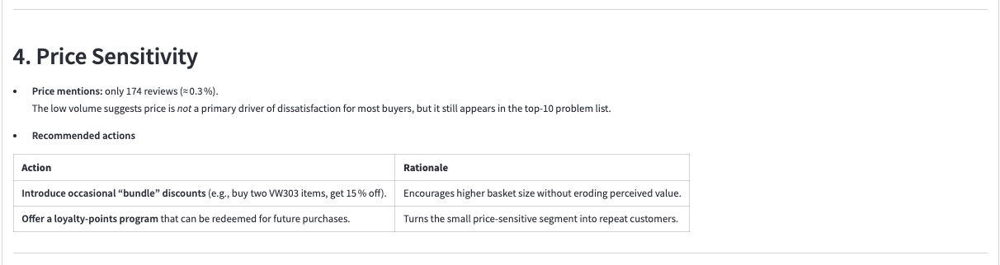 4. Price Sensitivity
• Price mentions: only 174 reviews (≈0.3 %).
The low volume suggests price is not a primary driver of dissatisfaction for most buyers, but it still appears in the top-10 problem list.
• Recommended actions
Action Rationale
Introduce occasional “bundle” discounts (e.g., buy two VW303 items, get 15 % off). Encourages higher basket size without eroding perceived value.
Offer a loyalty-points program that can be redeemed for future purchases. Turns the small price-sensitive segment into repeat customers.